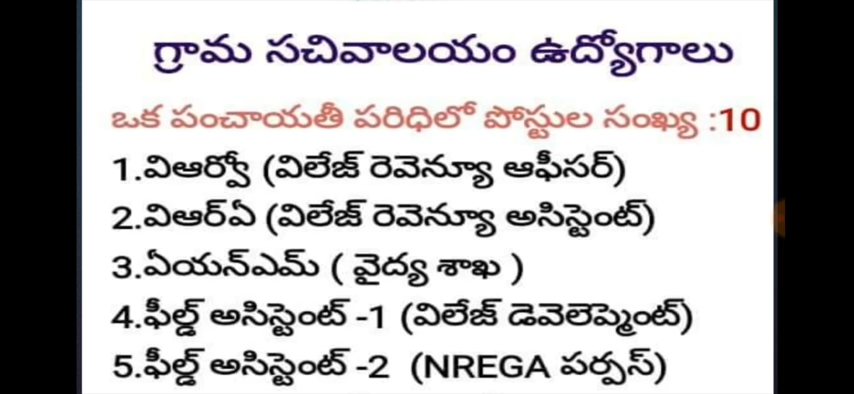 గ్రామ సచివాలయం ఉద్యోగాలు
ఒక పంచాయతీ పరిధిలో పోస్టుల సంఖ్య :10
1.విఆర్వో (విలేజ్ రెవెన్యూ ఆఫీసర్)
2.విఆర్ఏ (విలేజ్ రెవెన్యూ అసిస్టెంట్)
3.ఏయన్ఎమ్ ( వైద్య శాఖ )
4.ఫీల్డ్ అసిస్టెంట్ -1 (విలేజ్ డెవెలెప్మెంట్)
5.ఫీల్డ్ అసిస్టెంట్ -2 (NREGA పర్పస్)